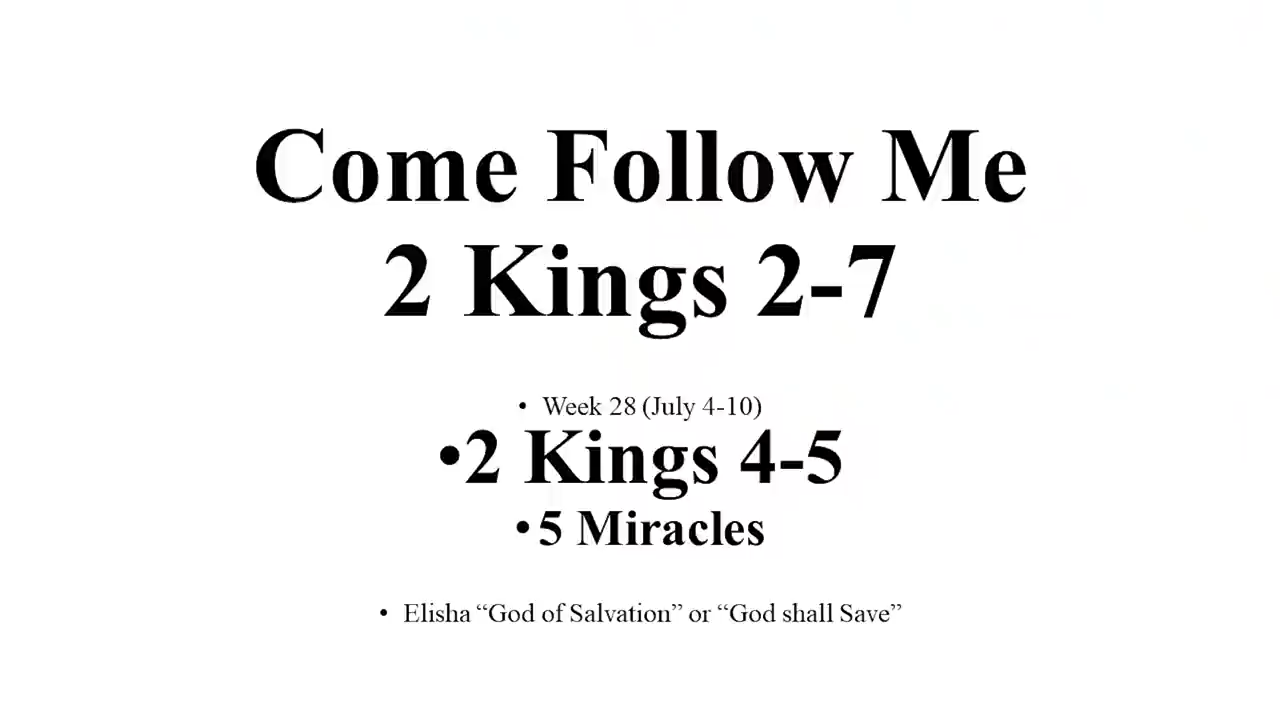 Come Follow Me
2 Kings 2-7
• Week 28 (July 4-10)
•2 Kings 4-5
•5 Miracles
• Elisha “God of Salvation” or “God shall Save”